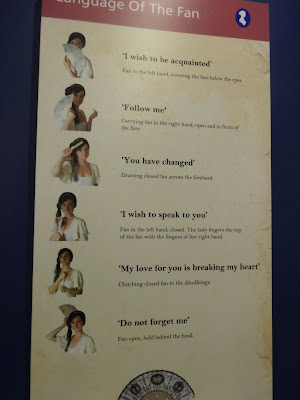 Language Of The Fan
'I wish to be acquainted'
Fan in the left hand, covering the face below the eyes.
'Follow me'
Carrying fan in the right hand, open and in front of
the face.
'You have changed'
Drawing closed fan across the forehead.
'I wish to speak to you'
Fan in the left hand, closed. The lady fingers the top
of the fan with the fingers of her right hand.
'My love for you is breaking my heart'
Clutching closed fan to the décolletage.
'Do not forget me'
Fan open, held behind the head.